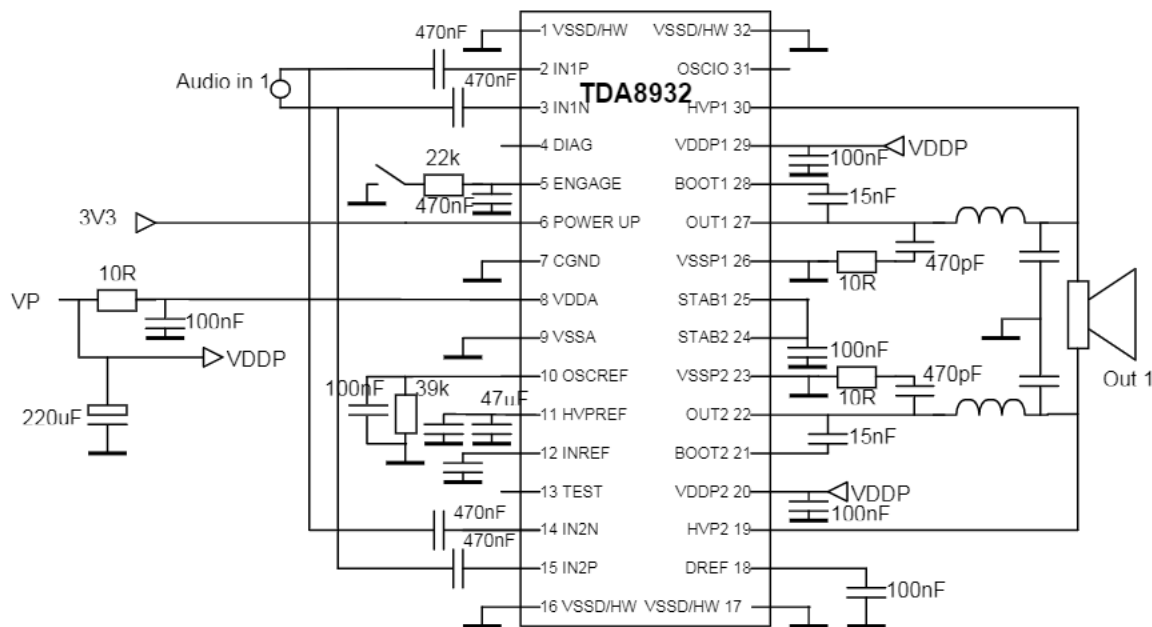 470nF
1 VSSD/HW
VSSD/HW 32
2 IN1P
OSCIO 31
Audio in 1
470nF
TDA8932
3 IN1N
HVP1 30
4 DIAG
VDDP1 29
VDDP
100nF
22k
5 ENGAGE
BOOT1 28
470nF
15nF
3V3
6 POWER UP
OUT1 27
7 CGND
VSSP1 26
470pF
10R
10R
VP
8 VDDA
STAB1 25
100nF
9 VSSA
STAB2 24
100nF
VDDP
10 OSCREF
VSSP2 23
470pF
Out 1
100nF
39k
47uF
10R
220uF
11 HVPREF
OUT2 22
15nF
12 INREF
BOOT2 21
13 TEST
VDDP2 20
VDDP
470nF
100nF
14 IN2N
HVP2 19
470nF
15 IN2P
DREF 18
100nF
16 VSSD/HW
VSSD/HW 17